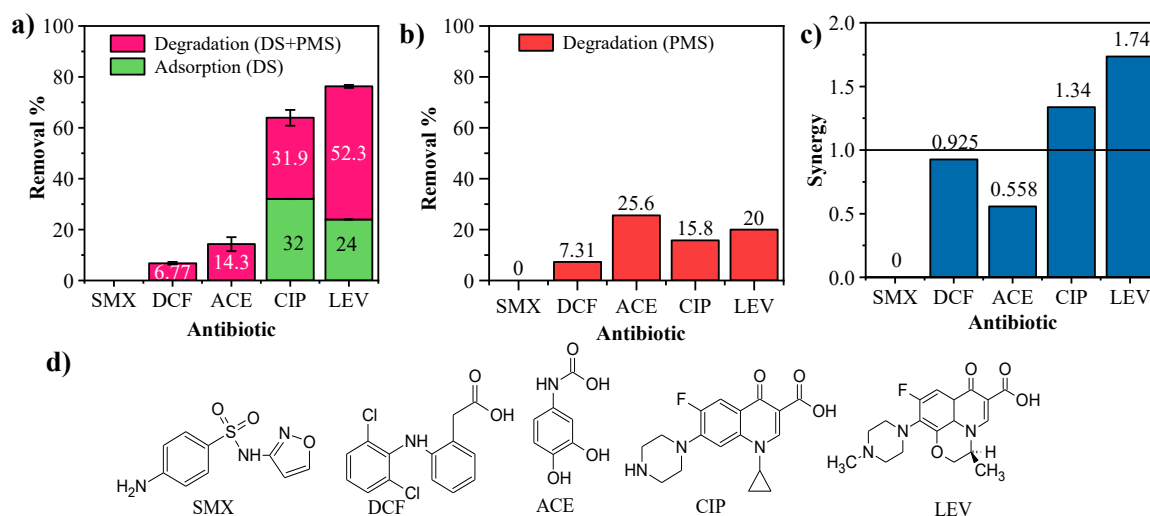 a)
Degradation (DS+PMS)
Adsorption (DS)
Removal %
100
80
60
40
20
0
6.77
14.3
31.9
32
52.3
24
SMX DCF ACE CIP LEV
Antibiotic
b)
Degradation (PMS)
Removal %
100
80
60
40
20
0
0
7.31
25.6
15.8
20
SMX DCF ACE CIP LEV
Antibiotic
c)
Synergy
2.0
1.5
1.0
0.5
0.0
0
0.925
0.558
1.34
1.74
SMX DCF ACE CIP LEV
Antibiotic
d)
O
O
S
N
O
NH
H2N
SMX
Cl
H
N
O
OH
Cl
DCF
O
HN
OH
OH
OH
ACE
O
O
F
OH
N
N
HN
CIP
O
O
F
OH
N
N
N
H3C
O
H
CH3
LEV